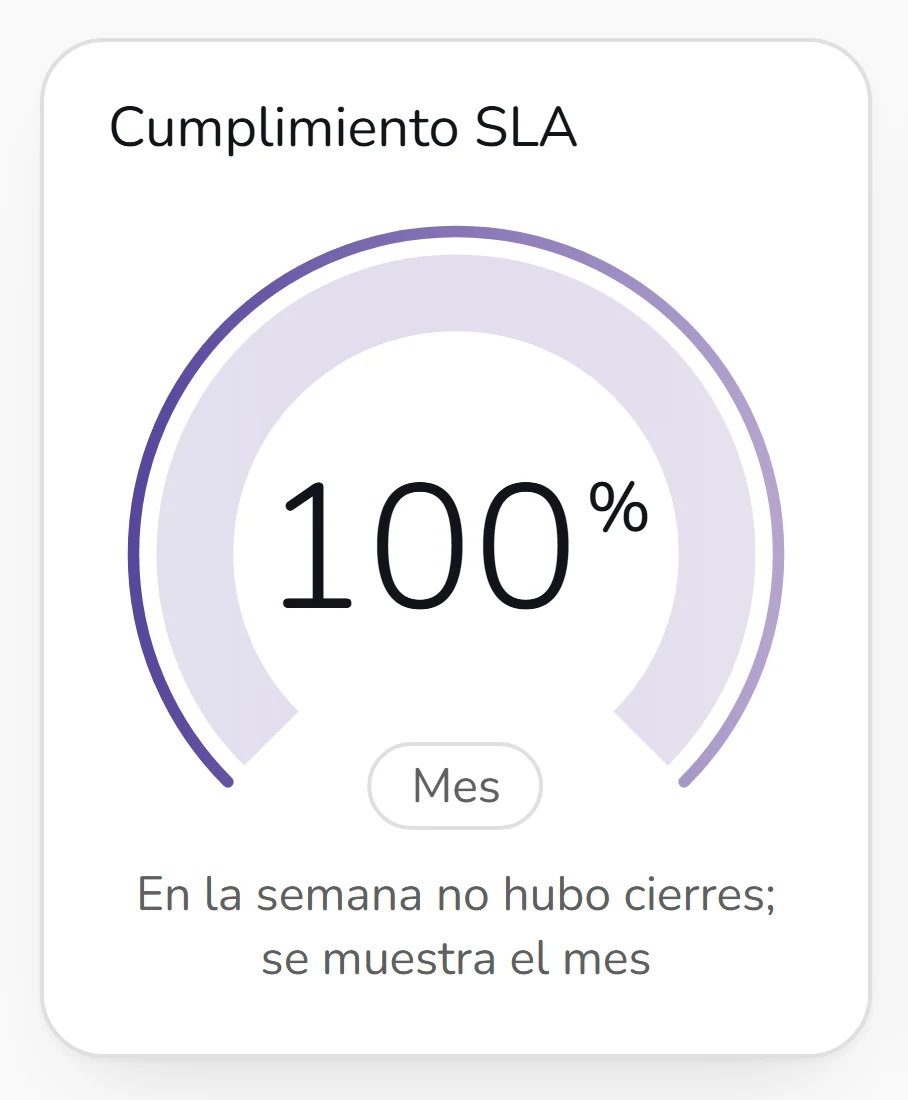 Cumplimiento SLA
100%
Mes
En la semana no hubo cierres;
se muestra el mes